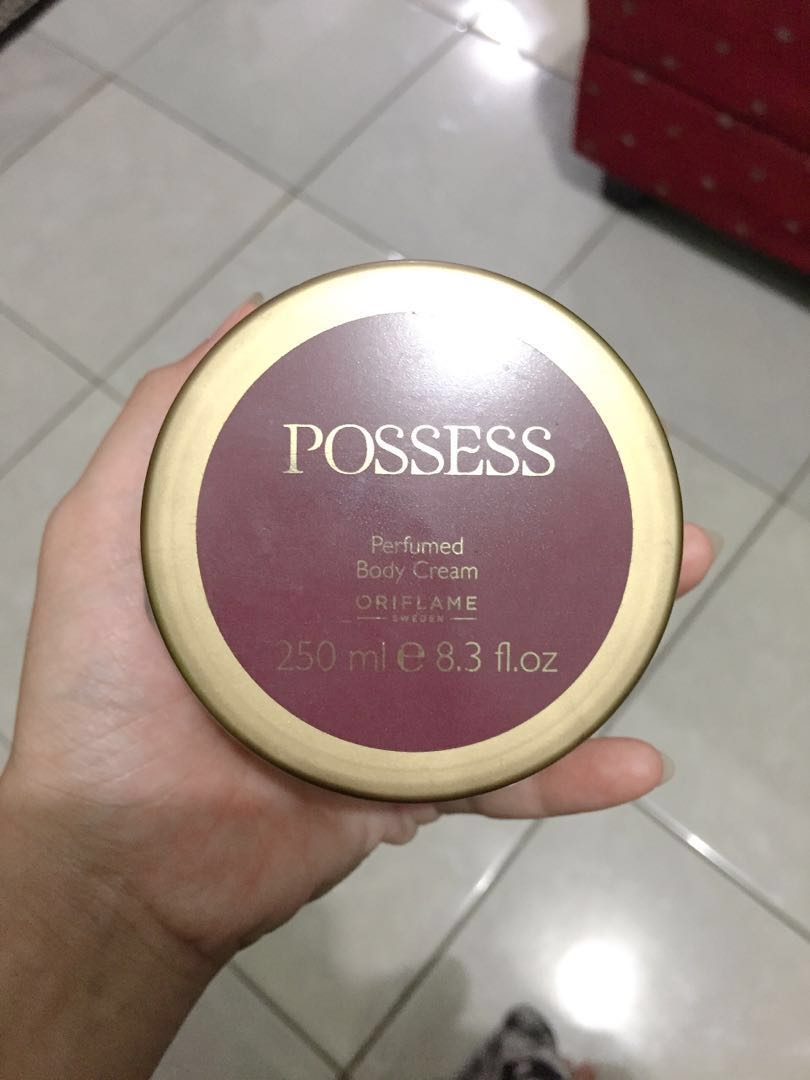 POSSESS
Perfumed
Body Cream
ORIFLAME
SWEDEN
250 ml ℮ 8.3 fl.oz